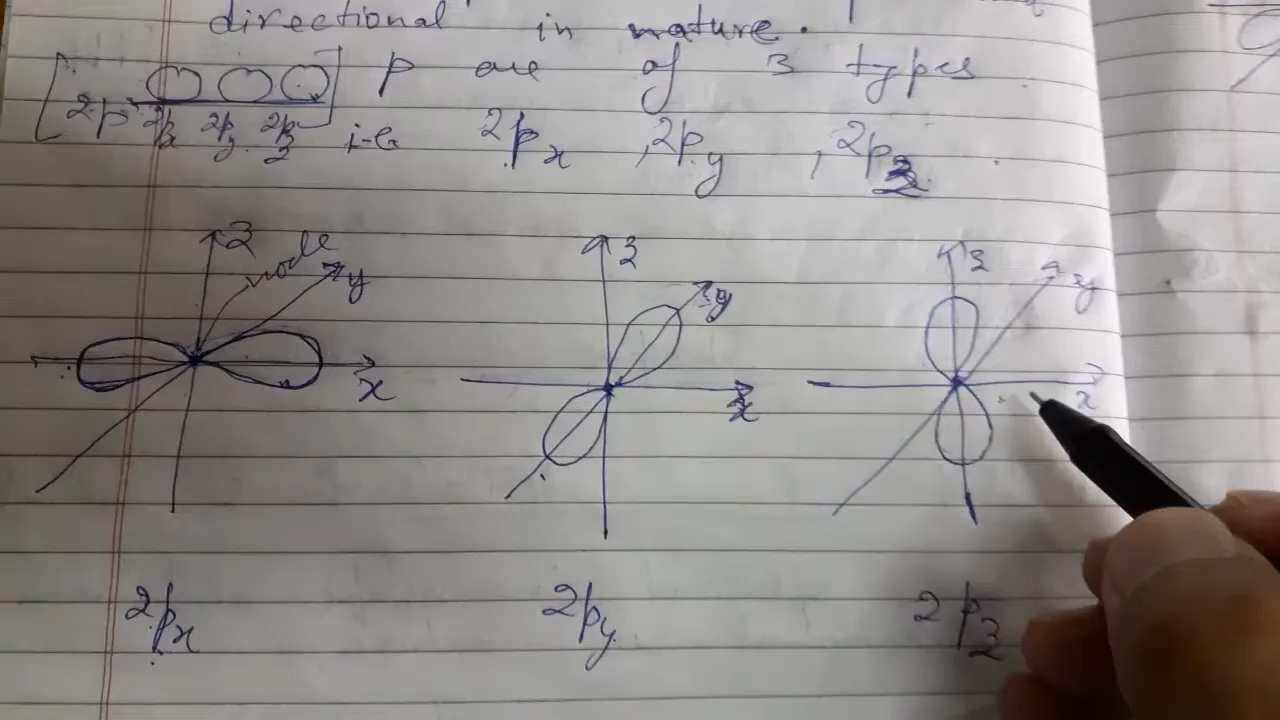 directional in nature.
p are of 3 types
[2p 2px 2py 2pz] i-e 2px, 2py, 2pz
z node y x
z y x
z y x
2px 2py 2pz